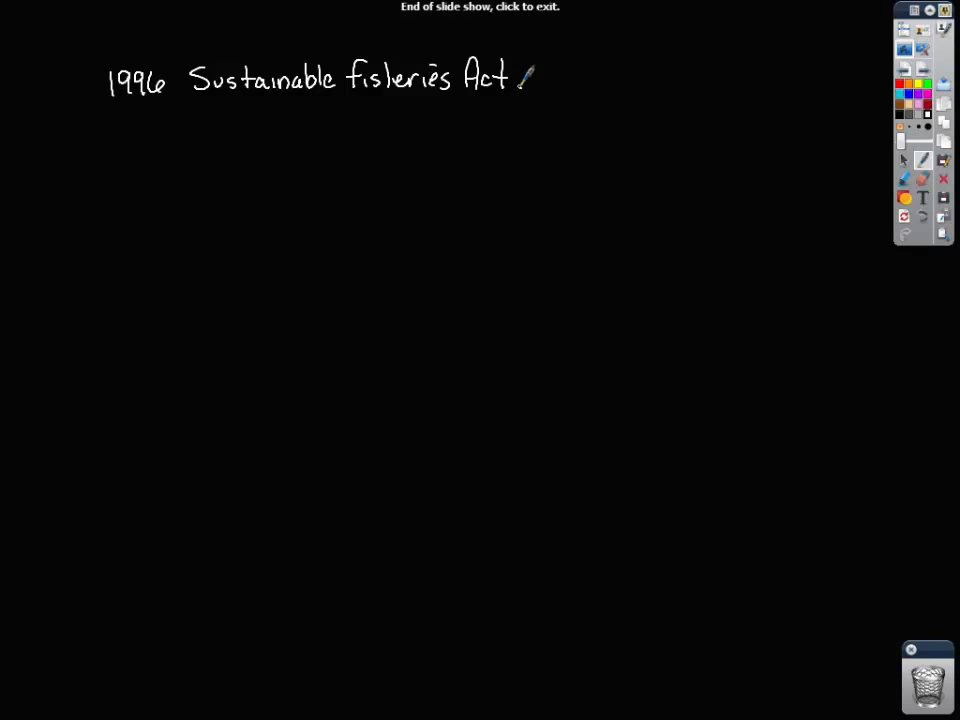 End of slide show, click to exit.
1996 Sustainable Fisheries Act